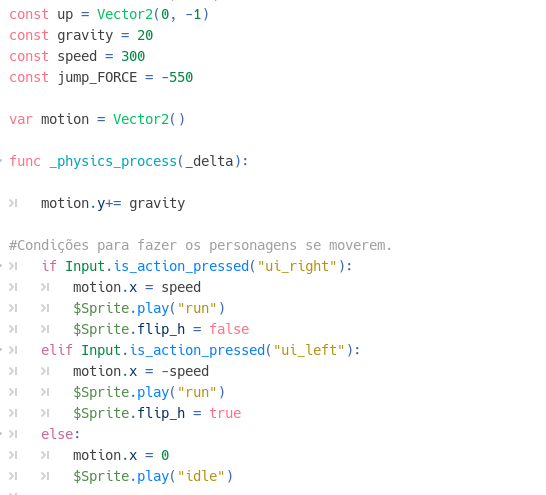 const up = Vector2(0, -1)
const gravity = 20
const speed = 300
const jump_FORCE = -550
var motion = Vector2()
func _physics_process(_delta):
motion.y+= gravity
#Condições para fazer os personagens se moverem.
if Input.is_action_pressed("ui_right"):
motion.x = speed
$Sprite.play("run")
$Sprite.flip_h = false
elif Input.is_action_pressed("ui_left"):
motion.x = -speed
$Sprite.play("run")
$Sprite.flip_h = true
else:
motion.x = 0
$Sprite.play("idle")